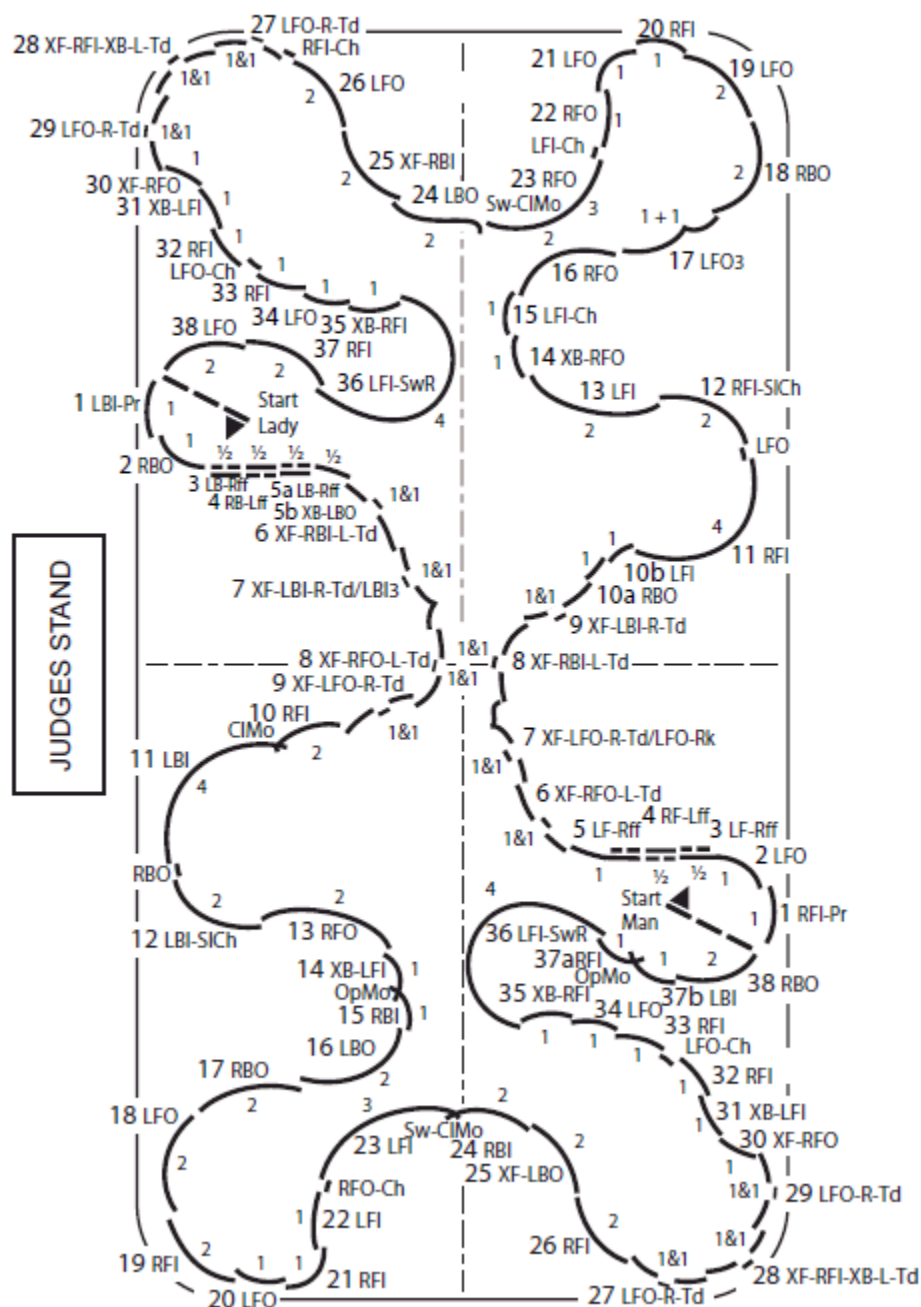 27 LFO-R-Td
28 XF-RFI-XB-L-Td
RFI-Ch
1&1
1&1
26 LFO
2
29 LFO-R-Td
1&1
25 XF-RBI
1
30 XF-RFO
2
24 LBO
31 XB-LFI
1
2
32 RFI
1
LFO-Ch
33 RFI
1
1
1
34 LFO
35 XB-RFI
38 LFO
37 RFI
2
2
36 LFI-SwR
4
1 LBI-Pr
1
Start
Lady
1
2 RBO
½
½
½
½
3 LB-Rff
4 RB-Lff
5a LB-Rff
5b XB-LBO
1&1
6 XF-RBI-L-Td
1&1
7 XF-LBI-R-Td/LBI3
8 XF-RFO-L-Td
1&1
1&1
9 XF-LFO-R-Td
1&1
10 RFI
ClMo
2
11 LBI
4
RBO
2
2
12 LBI-SlCh
13 RFO
14 XB-LFI
1
OpMo
15 RBI
1
16 LBO
2
17 RBO
2
18 LFO
2
3
Sw-ClMo
23 LFI
RFO-Ch
1
22 LFI
19 RFI
2
1
1
21 RFI
20 LFO
JUDGES STAND
20 RFI
21 LFO
1
1
19 LFO
2
22 RFO
1
LFI-Ch
23 RFO
Sw-ClMo
3
2
18 RBO
2
1 + 1
17 LFO3
16 RFO
1
15 LFI-Ch
1
14 XB-RFO
13 LFI
2
12 RFI-SlCh
2
LFO
4
11 RFI
1
1
10b LFI
10a RBO
1&1
9 XF-LBI-R-Td
8 XF-RBI-L-Td
7 XF-LFO-R-Td/LFO-Rk
1&1
6 XF-RFO-L-Td
1&1
5 LF-Rff
4 RF-Lff
3 LF-Rff
2 LFO
1
½
½
1
Start
Man
1
1 RFI-Pr
4
36 LFI-SwR
1
37aRFI
1
2
OpMo
38 RBO
37b LBI
35 XB-RFI
34 LFO
33 RFI
LFO-Ch
1
1
1
1
32 RFI
31 XB-LFI
1
30 XF-RFO
1
1&1
29 LFO-R-Td
1&1
28 XF-RFI-XB-L-Td
1&1
27 LFO-R-Td
2
26 RFI
2
2
24 RBI
25 XF-LBO